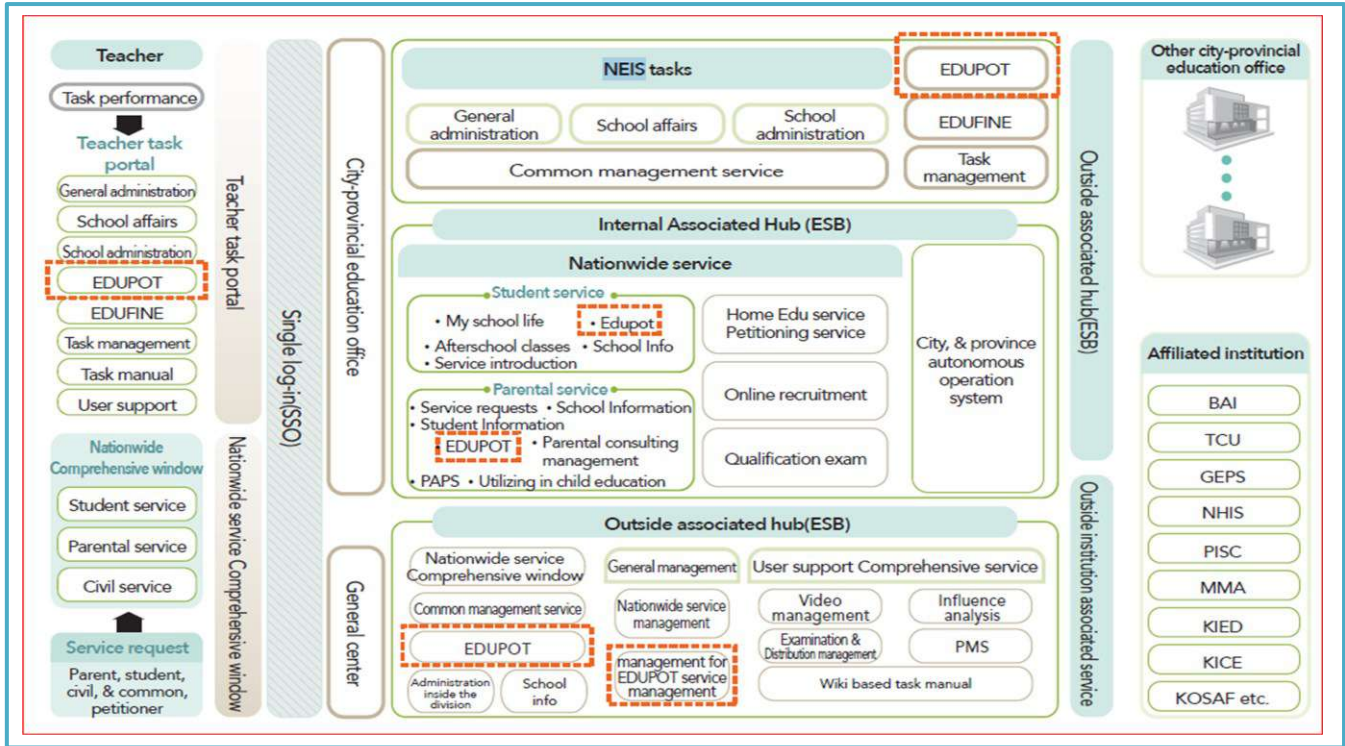 Teacher
Task performance
Teacher task
portal
General administration
School affairs
School administration
EDUPOT
EDUFINE
Task management
Task manual
User support
Nationwide
Comprehensive window
Student service
Parental service
Civil service
Service request
Parent, student,
civil, & common,
petitioner
Teacher task portal
Nationwide service Comprehensive window
Single log-in(SSO)
City-provincial education office
General center
NEIS tasks
EDUPOT
General
administration
School affairs
School
administration
EDUFINE
Common management service
Task
management
Internal Associated Hub (ESB)
Nationwide service
Student service
• My school life
• Edupot
• Afterschool classes
• School Info
• Service introduction
Parental service
• Service requests
• School Information
• Student Information
• EDUPOT
• Parental consulting
management
• PAPS
• Utilizing in child education
Home Edu service
Petitioning service
Online recruitment
Qualification exam
City, & province
autonomous
operation
system
Outside associated hub(ESB)
Nationwide service
Comprehensive window
Common management service
EDUPOT
Administration
inside the
division
School
info
General management
Nationwide service
management
management for
EDUPOT service
management
User support Comprehensive service
Video
management
Influence
analysis
Examination &
Distribution management
PMS
Wiki based task manual
Outside associated hub(ESB)
Outside institution associated service
Other city-provincial
education office
Affiliated institution
BAI
TCU
GEPS
NHIS
PISC
MMA
KIED
KICE
KOSAF etc.